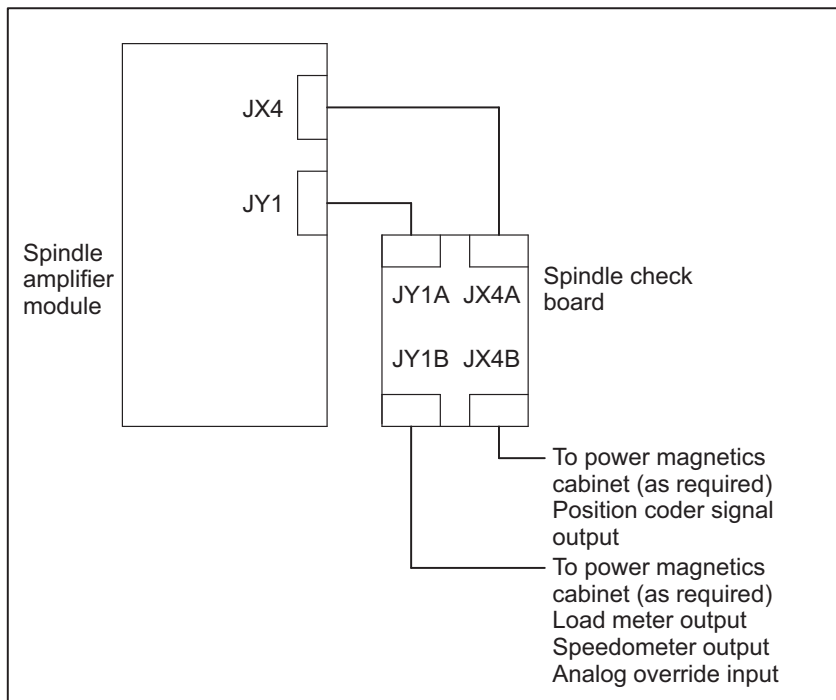 JX4
JY1
Spindle
amplifier
module
JY1A JX4A
Spindle check
board
JY1B JX4B
To power magnetics
cabinet (as required)
Position coder signal
output
To power magnetics
cabinet (as required)
Load meter output
Speedometer output
Analog override input